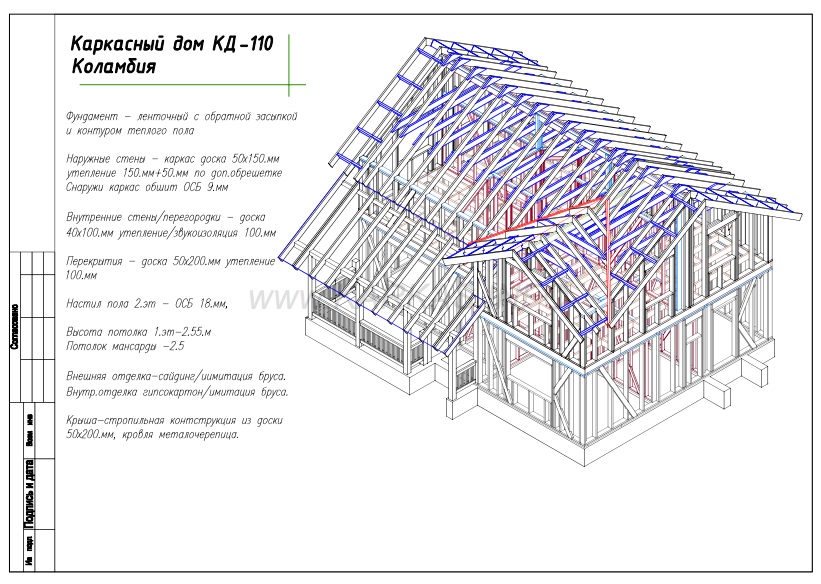 Каркасный дом КД-110
Коламбия
Фундамент - ленточный с обратной засыпкой
и контуром теплого пола
Наружные стены - каркас доска 50х150.мм
утепление 150.мм+50.мм по доп.обрешетке
Снаружи каркас обшит ОСБ 9.мм
Внутренние стены/перегородки - доска
40х100.мм утепление/звукоизоляция 100.мм
Перекрытия - доска 50х200.мм утепление
100.мм
Настил пола 2.эт - ОСБ 18.мм,
Высота потолка 1.эт-2.55.м
Потолок мансарды -2.5
Внешняя отделка-сайдинг/иимитация бруса.
Внутр.отделка гипсокартон/имитация бруса.
Крыша-стропильная контструкция из доски
50х200.мм, кровля металочерепица.
Согласовано
Взам инв
Подпись и дата
www.